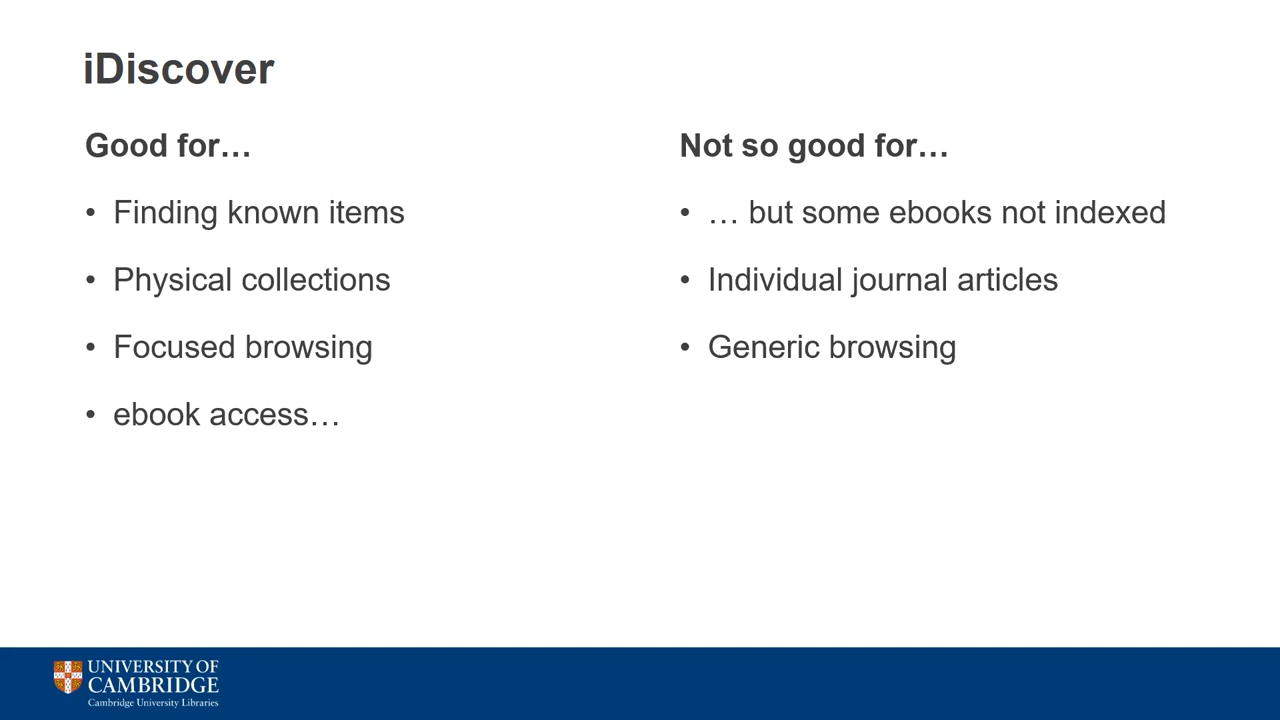 iDiscover
Good for…
• Finding known items
• Physical collections
• Focused browsing
• ebook access…
Not so good for…
• … but some ebooks not indexed
• Individual journal articles
• Generic browsing
UNIVERSITY OF
CAMBRIDGE
Cambridge University Libraries